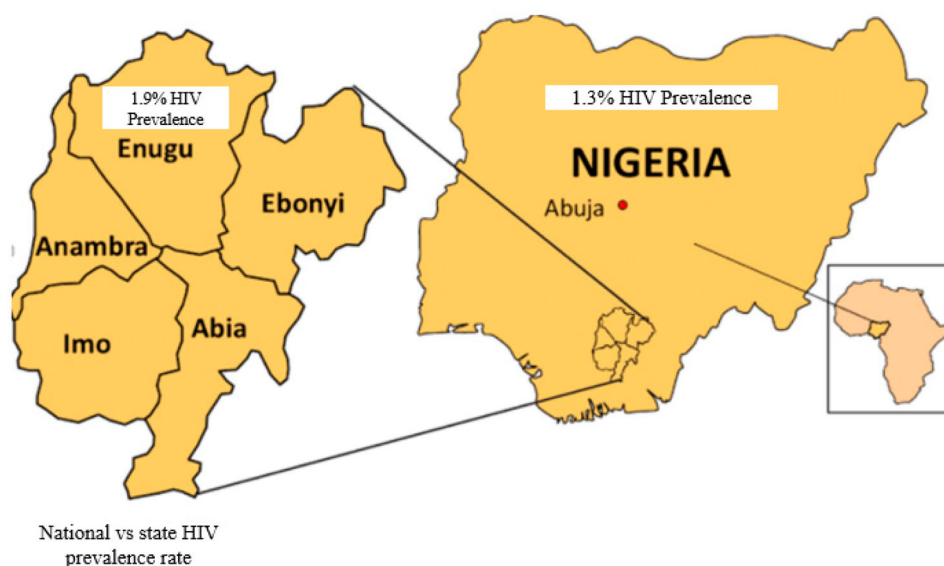 1.9% HIV
Prevalence
Enugu
Ebonyi
Anambra
Imo
Abia
1.3% HIV Prevalence
NIGERIA
Abuja
National vs state HIV
prevalence rate